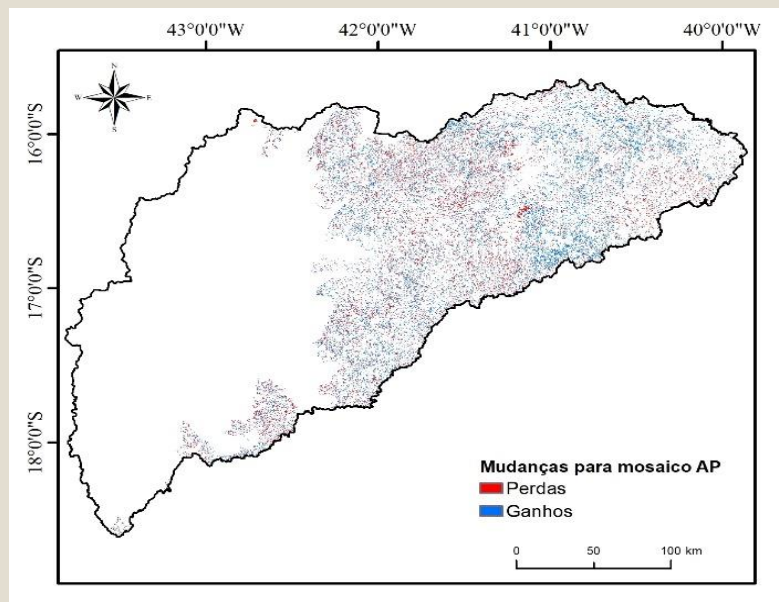 43°0'0"W 42°0'0"W 41°0'0"W 40°0'0"W
N
W E
S
16°0'0"S
17°0'0"S
18°0'0"S
Mudanças para mosaico AP
Perdas
Ganhos
0 50 100 km